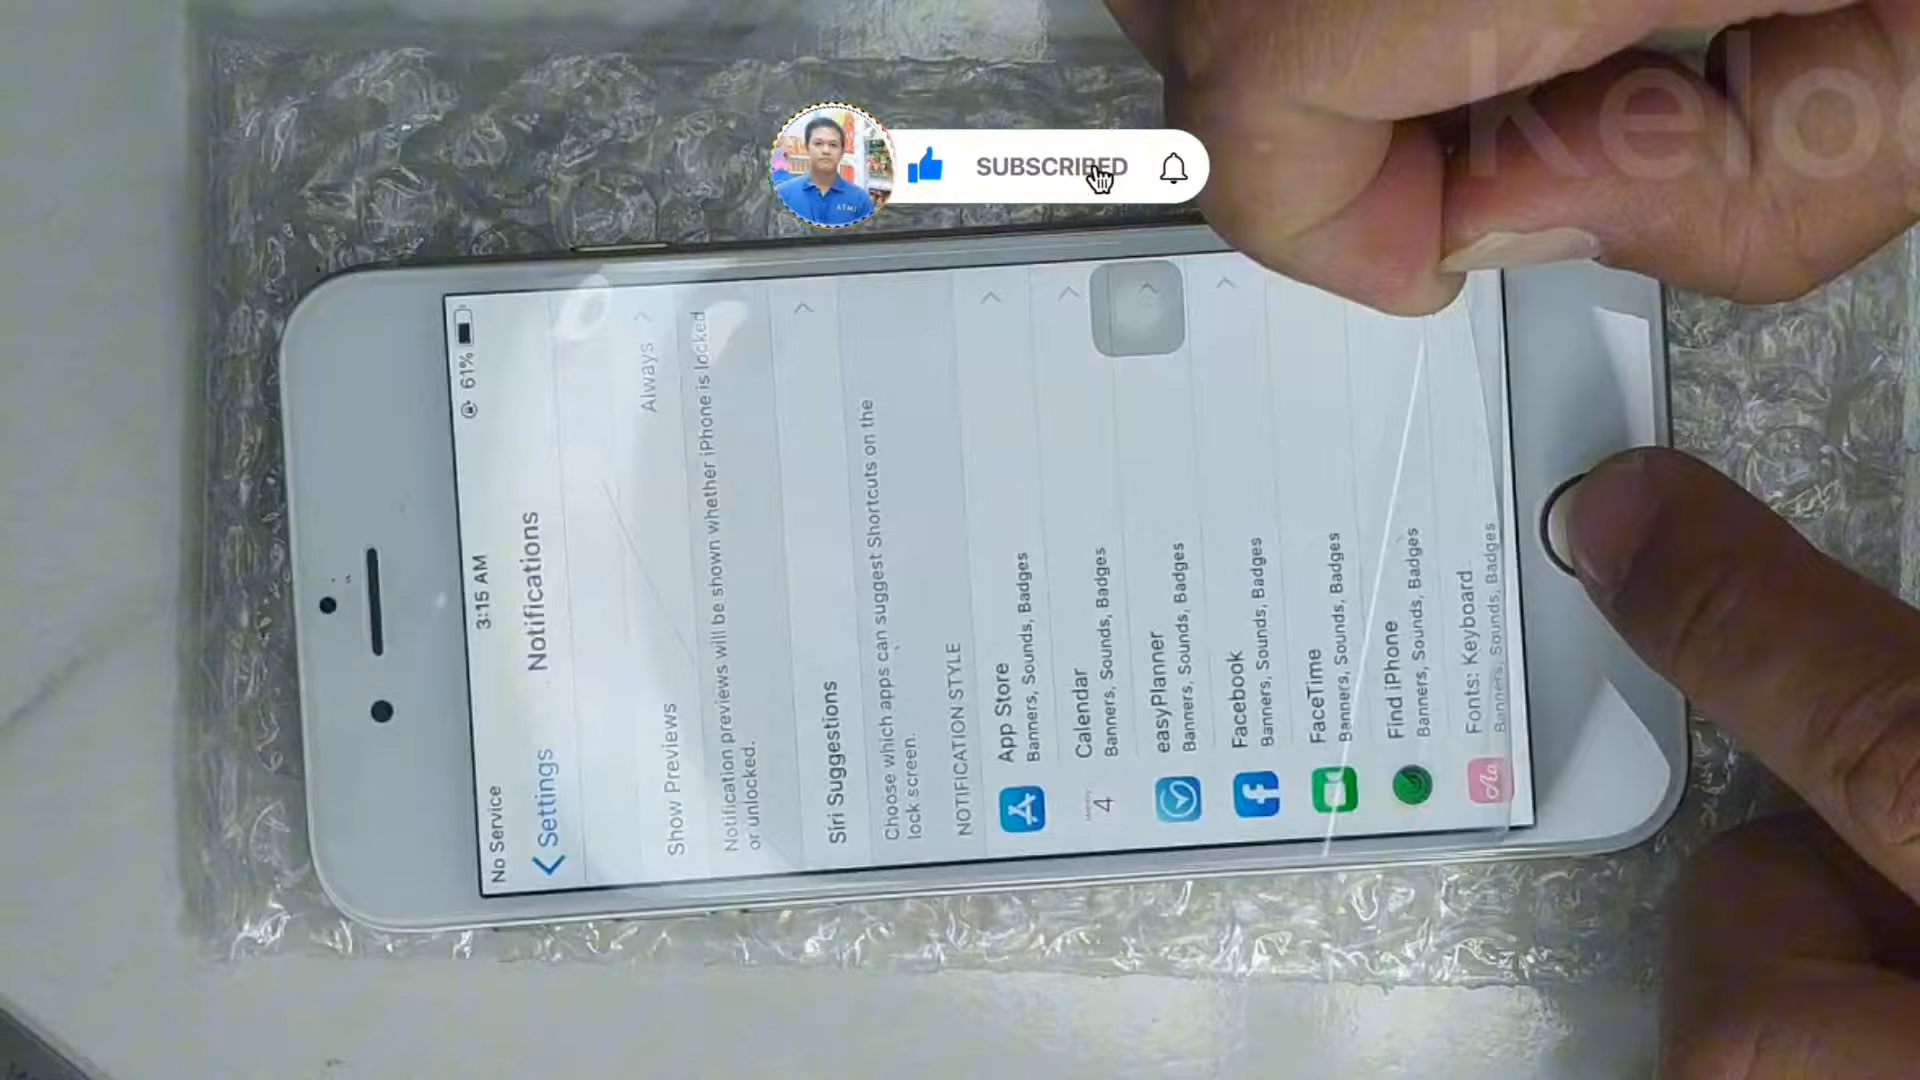 Kelo
SUBSCRIBED
ATMI
No Service
3:15 AM
61%
Settings
Notifications
Show Previews
Always
Notification previews will be shown whether iPhone is locked
or unlocked.
Siri Suggestions
Choose which apps can suggest Shortcuts on the
lock screen.
NOTIFICATION STYLE
App Store
Banners, Sounds, Badges
4
Calendar
Banners, Sounds, Badges
easyPlanner
Banners, Sounds, Badges
Facebook
Banners, Sounds, Badges
FaceTime
Banners, Sounds, Badges
Find iPhone
Banners, Sounds, Badges
Aa
Fonts: Keyboard
Banners, Sounds, Badges